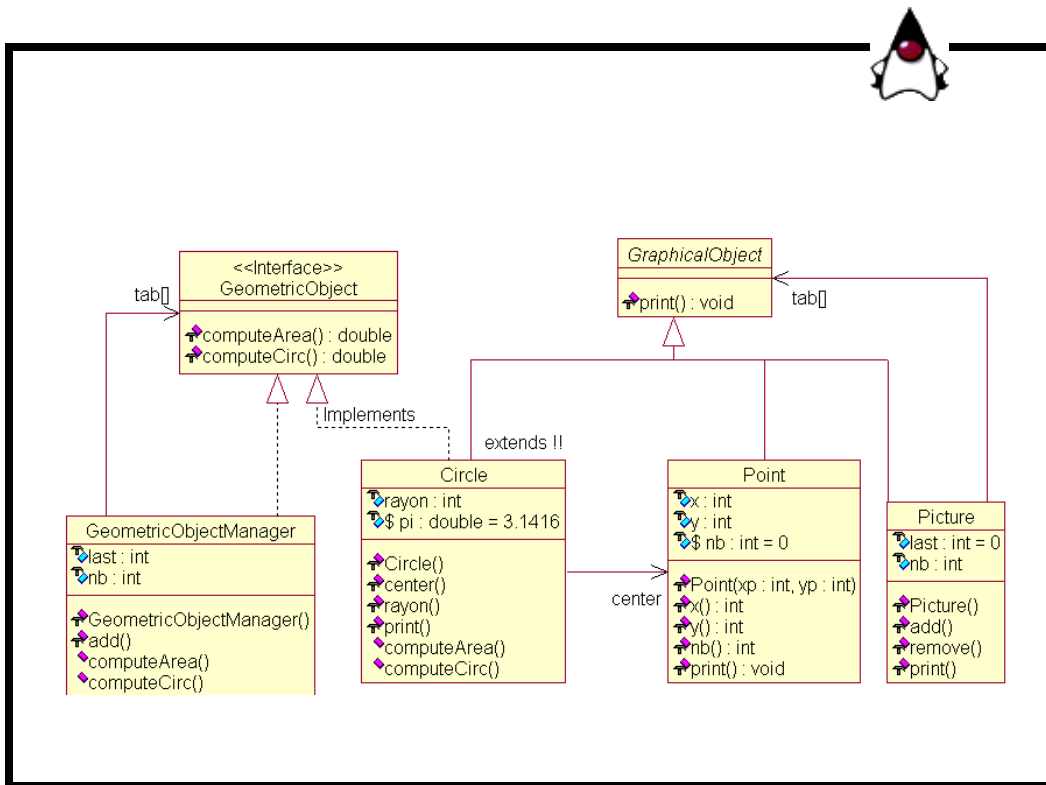 <<Interface>>
GeometricObject
computeArea() : double
computeCirc() : double
tab[]
GraphicalObject
print() : void
tab[]
Implements
extends !!
GeometricObjectManager
last : int
nb : int
GeometricObjectManager()
add()
computeArea()
computeCirc()
Circle
rayon : int
$ pi : double = 3.1416
Circle()
center()
rayon()
print()
computeArea()
computeCirc()
center
Point
x : int
y : int
$ nb : int = 0
Point(xp : int, yp : int)
x() : int
y() : int
nb() : int
print() : void
Picture
last : int = 0
nb : int
Picture()
add()
remove()
print()